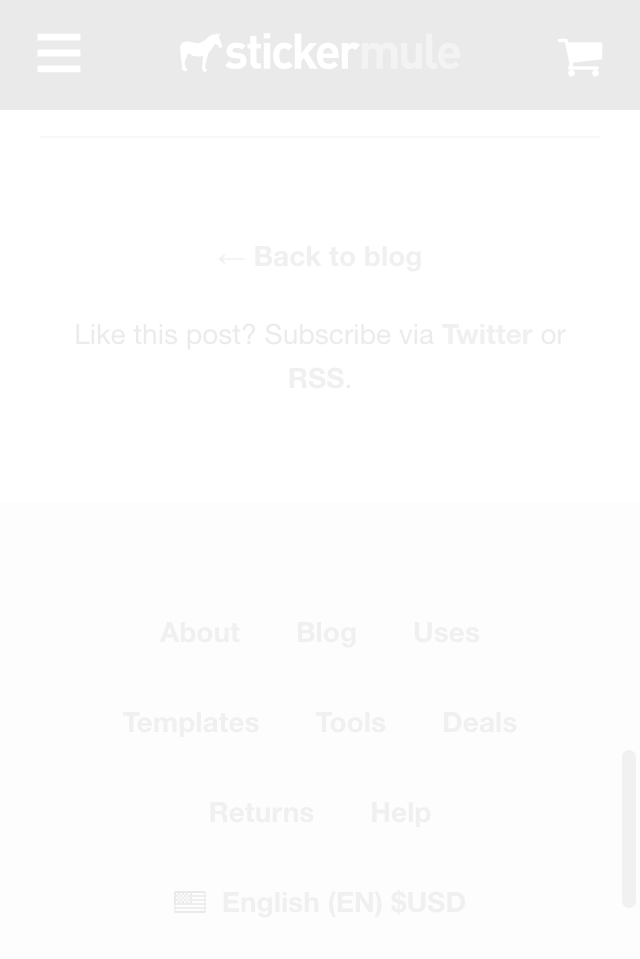 stickermule
← Back to blog
Like this post? Subscribe via Twitter or
RSS.
About Blog Uses
Templates Tools Deals
Returns Help
English (EN) $USD